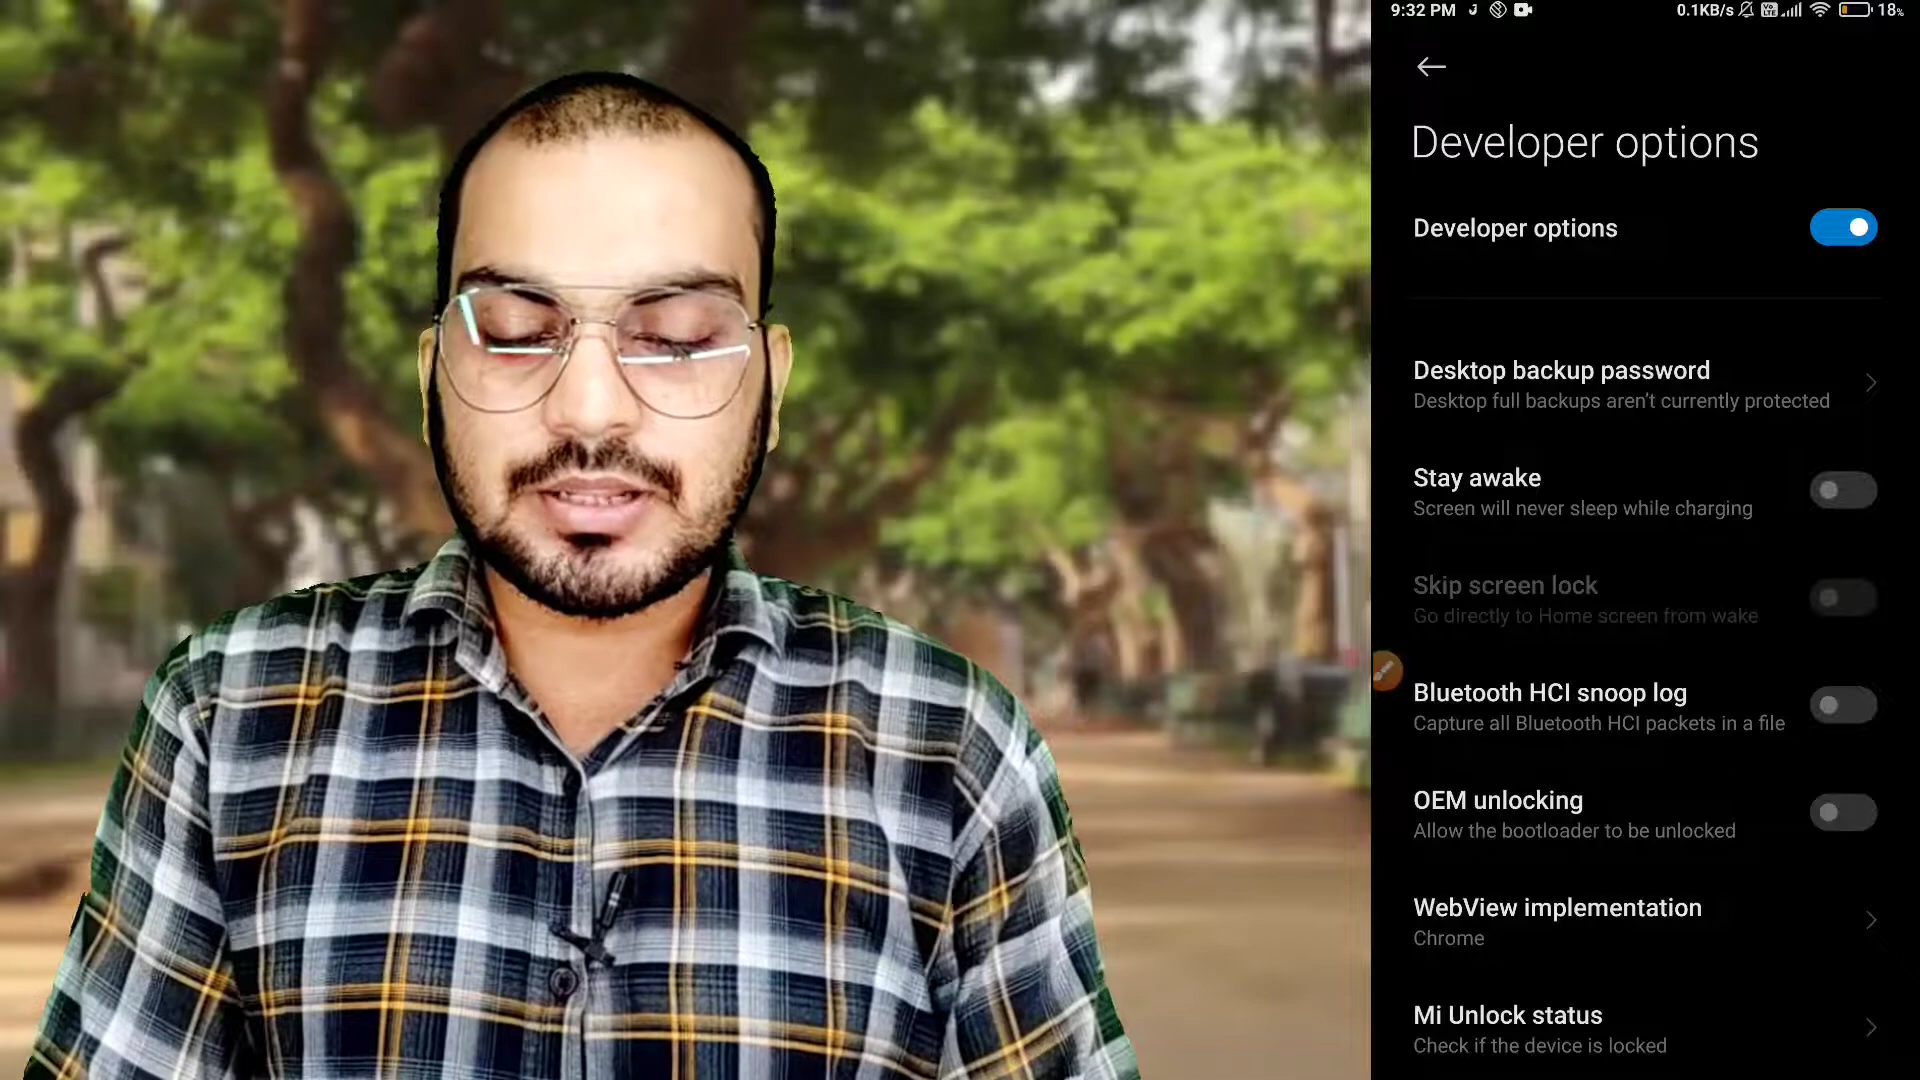 9:32 PM
0.1KB/s
18%
Developer options
Developer options
Desktop backup password
Desktop full backups aren't currently protected
Stay awake
Screen will never sleep while charging
Skip screen lock
Go directly to Home screen from wake
Bluetooth HCI snoop log
Capture all Bluetooth HCI packets in a file
OEM unlocking
Allow the bootloader to be unlocked
WebView implementation
Chrome
Mi Unlock status
Check if the device is locked